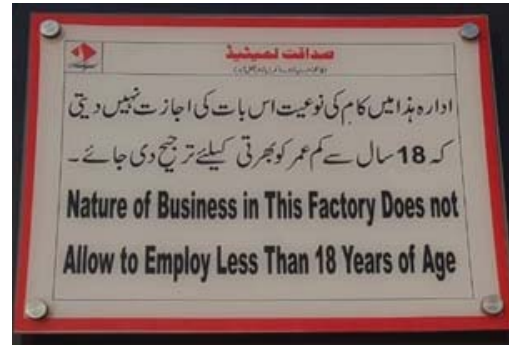 صداقت لمیٹیڈ
ادارہ ہذا میں کام کی نوعیت اس بات کی اجازت نہیں دیتی
کہ 18 سال سے کم عمر کو بھرتی کیلئے ترجیح دی جائے۔
Nature of Business in This Factory Does not
Allow to Employ Less Than 18 Years of Age